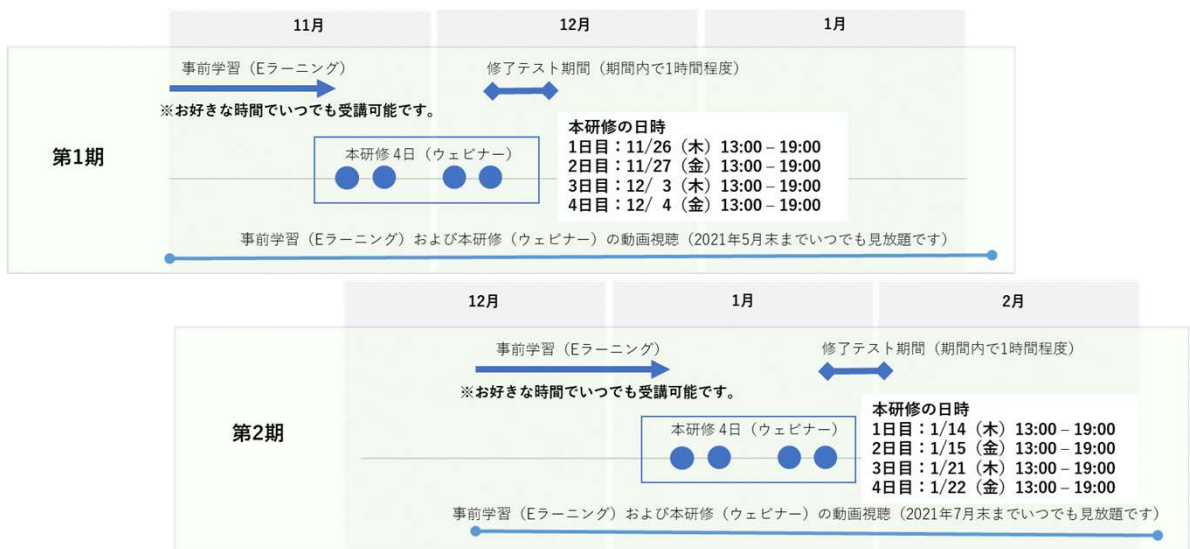 11月
12月
1月
第1期
事前学習（Eラーニング）
※お好きな時間でいつでも受講可能です。
修了テスト期間（期間内で1時間程度）
本研修 4日（ウェビナー）
本研修の日時
1日目：11/26（木）13:00 – 19:00
2日目：11/27（金）13:00 – 19:00
3日目：12/ 3（木）13:00 – 19:00
4日目：12/ 4（金）13:00 – 19:00
事前学習（Eラーニング）および本研修（ウェビナー）の動画視聴（2021年5月末までいつでも見放題です）
12月
1月
2月
第2期
事前学習（Eラーニング）
※お好きな時間でいつでも受講可能です。
修了テスト期間（期間内で1時間程度）
本研修 4日（ウェビナー）
本研修の日時
1日目：1/14（木）13:00 – 19:00
2日目：1/15（金）13:00 – 19:00
3日目：1/21（木）13:00 – 19:00
4日目：1/22（金）13:00 – 19:00
事前学習（Eラーニング）および本研修（ウェビナー）の動画視聴（2021年7月末までいつでも見放題です）